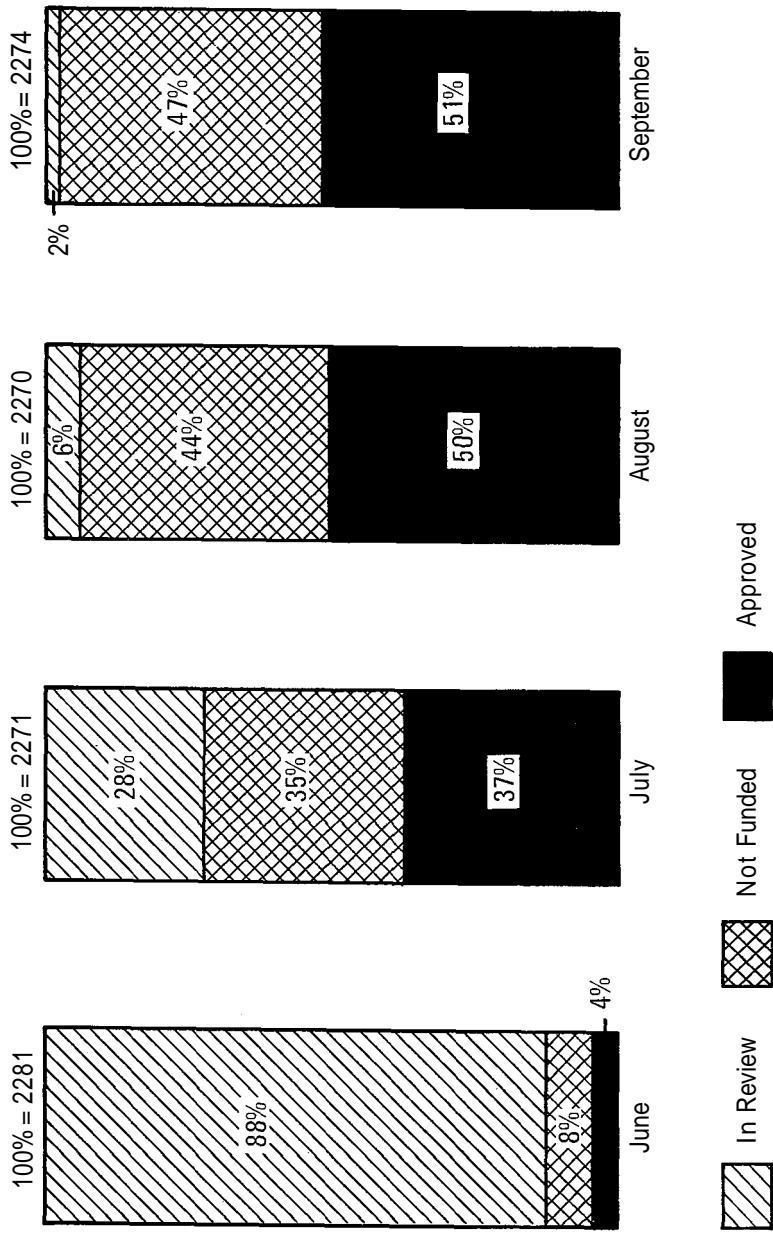 100% = 2281
100% = 2271
100% = 2270
100% = 2274
88%
8%
4%
28%
35%
37%
6%
44%
50%
2%
47%
51%
June
July
August
September
In Review
Not Funded
Approved